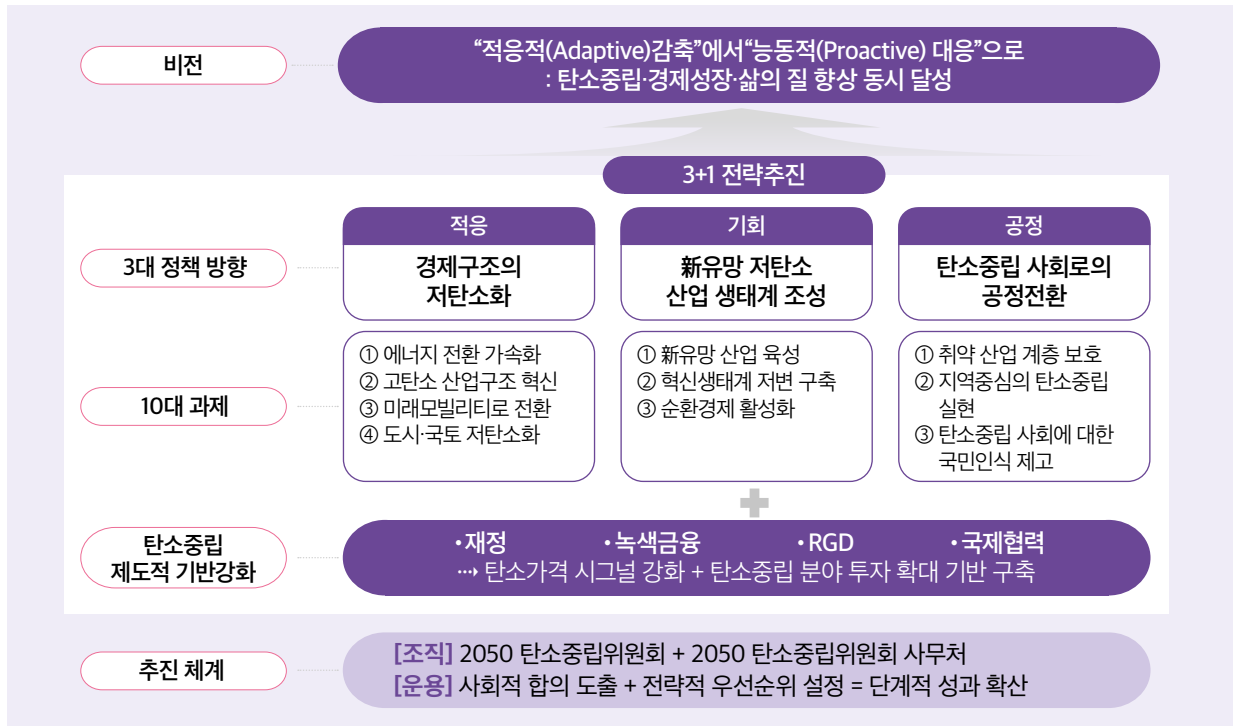 비전
“적응적(Adaptive)감축”에서“능동적(Proactive) 대응”으로
: 탄소중립·경제성장·삶의 질 향상 동시 달성
3+1 전략추진
3대 정책 방향
적응
경제구조의
저탄소화
기회
新유망 저탄소
산업 생태계 조성
공정
탄소중립 사회로의
공정전환
10대 과제
① 에너지 전환 가속화
② 고탄소 산업구조 혁신
③ 미래모빌리티로 전환
④ 도시·국토 저탄소화
① 新유망 산업 육성
② 혁신생태계 저변 구축
③ 순환경제 활성화
① 취약 산업 계층 보호
② 지역중심의 탄소중립
실현
③ 탄소중립 사회에 대한
국민인식 제고
탄소중립
제도적 기반강화
•재정 •녹색금융 •RGD •국제협력
⇢ 탄소가격 시그널 강화 + 탄소중립 분야 투자 확대 기반 구축
추진 체계
[조직] 2050 탄소중립위원회 + 2050 탄소중립위원회 사무처
[운용] 사회적 합의 도출 + 전략적 우선순위 설정 = 단계적 성과 확산